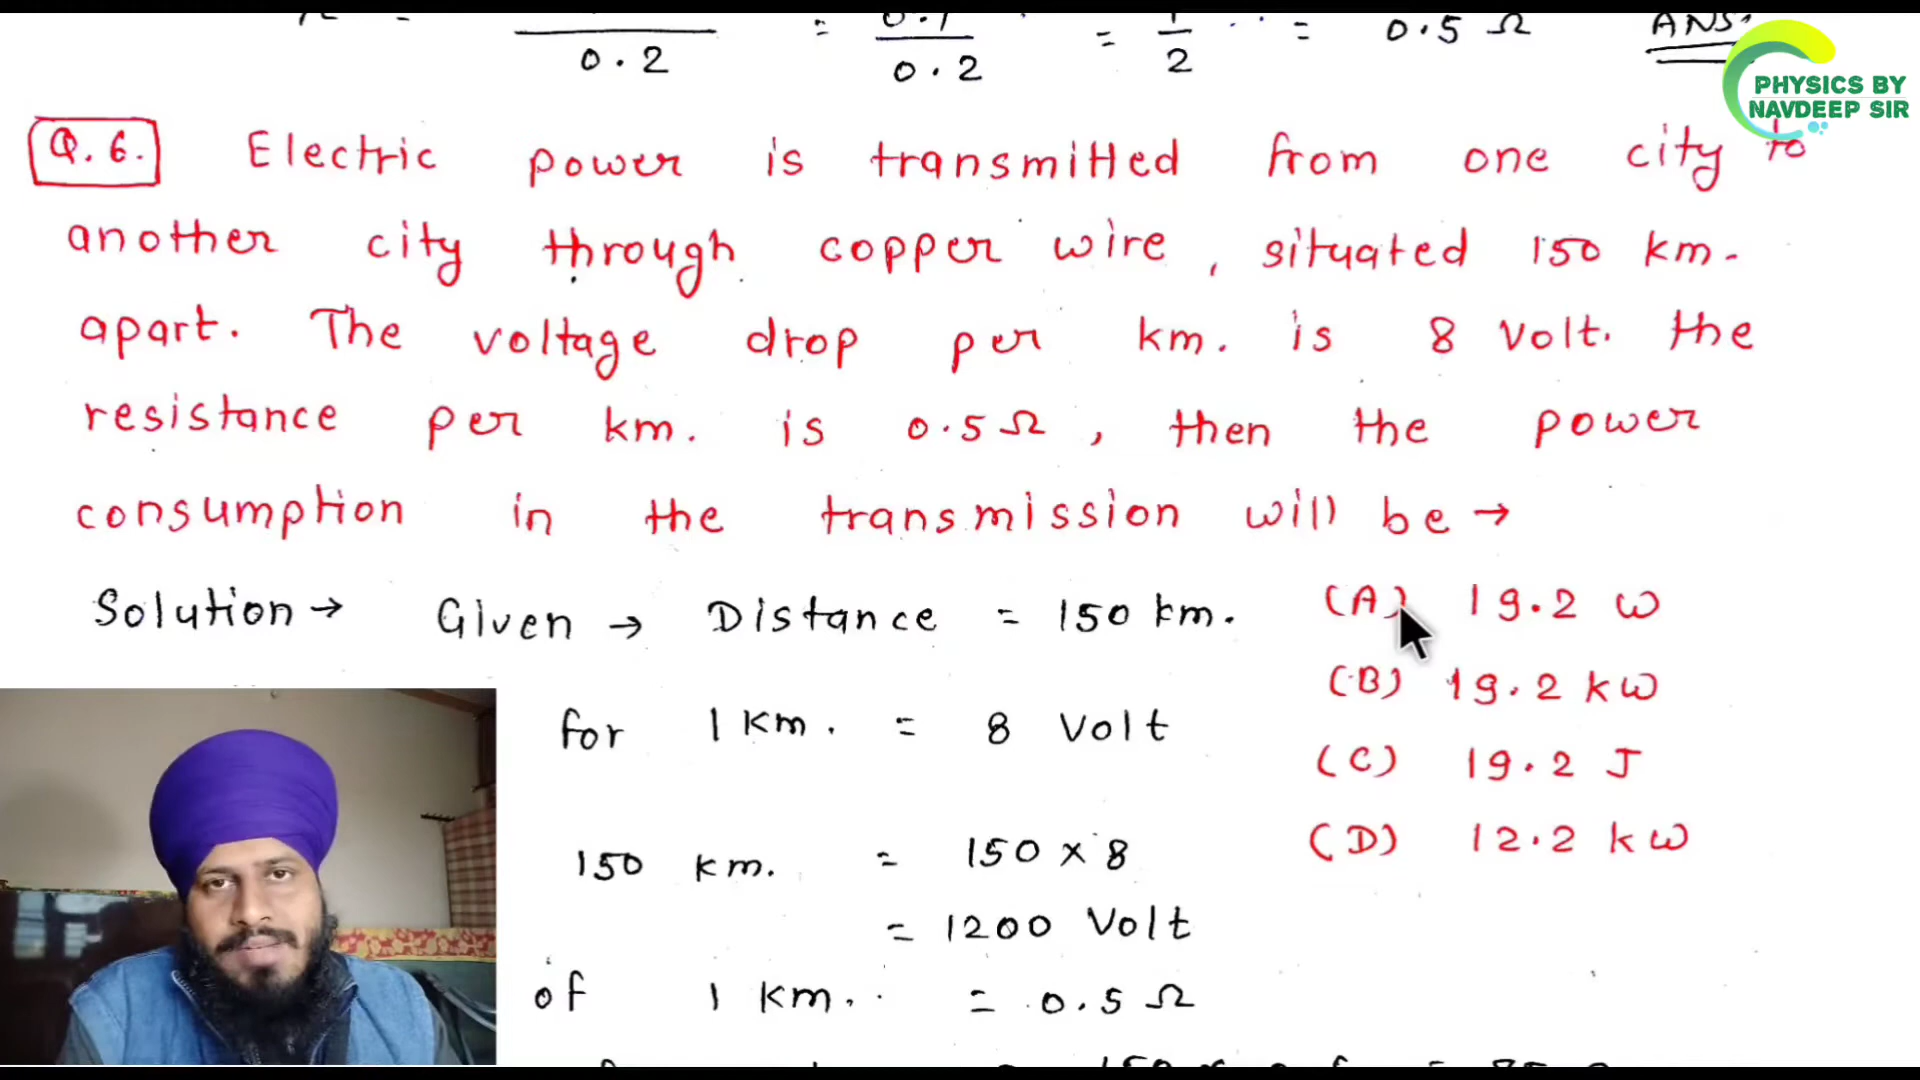 0.2 = 0.1 / 0.2 = 1/2 = 0.5 Ω ANS.
PHYSICS BY
NAVDEEP SIR
Q.6. Electric power is transmitted from one city to
another city through copper wire, situated 150 km.
apart. The voltage drop per km. is 8 Volt. the
resistance per km. is 0.5 Ω, then the power
consumption in the transmission will be →
Solution → Given → Distance = 150 km.
(A) 19.2 W
(B) 19.2 kW
(C) 19.2 J
(D) 12.2 kW
for 1 Km. = 8 Volt
150 km. = 150 × 8
= 1200 Volt
of 1 Km. = 0.5 Ω